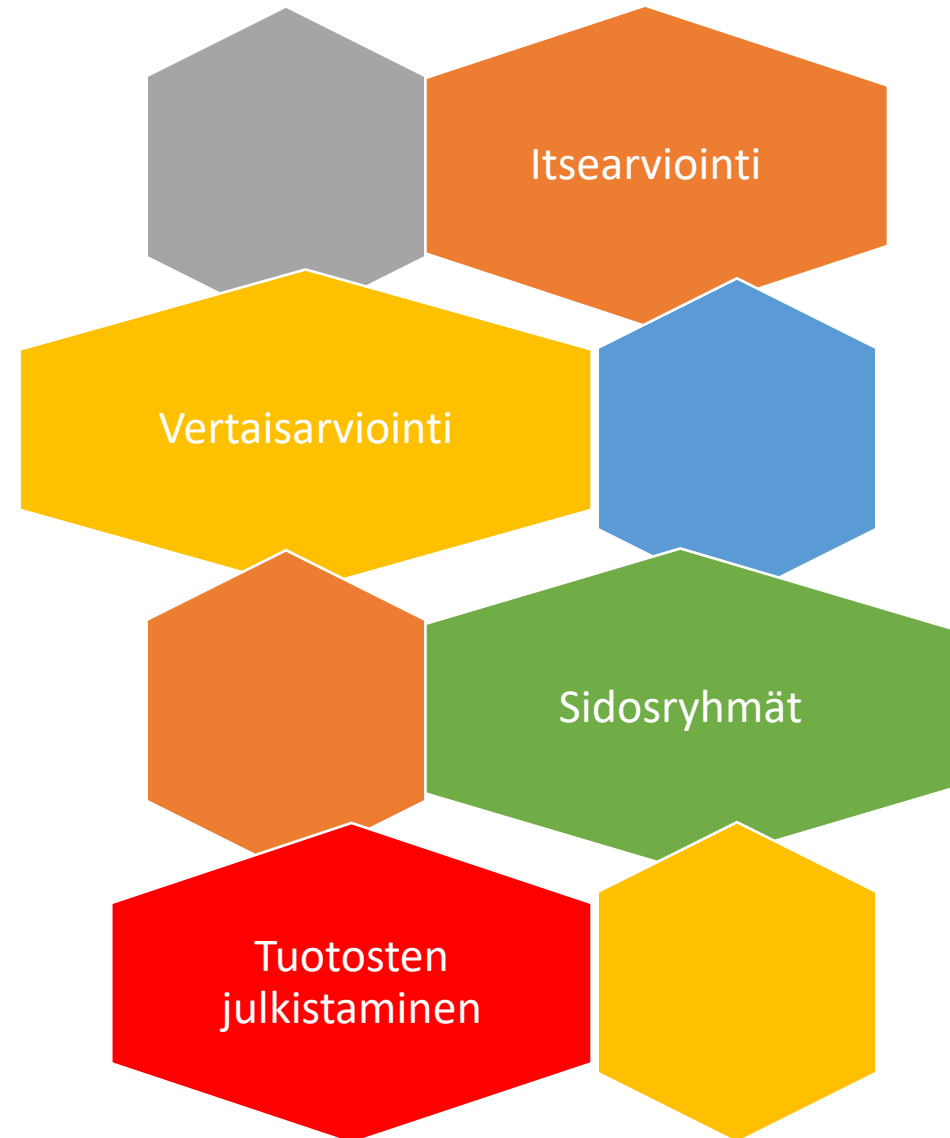 Itsearviointi
Vertaisarviointi
Sidosryhmät
Tuotosten
julkistaminen